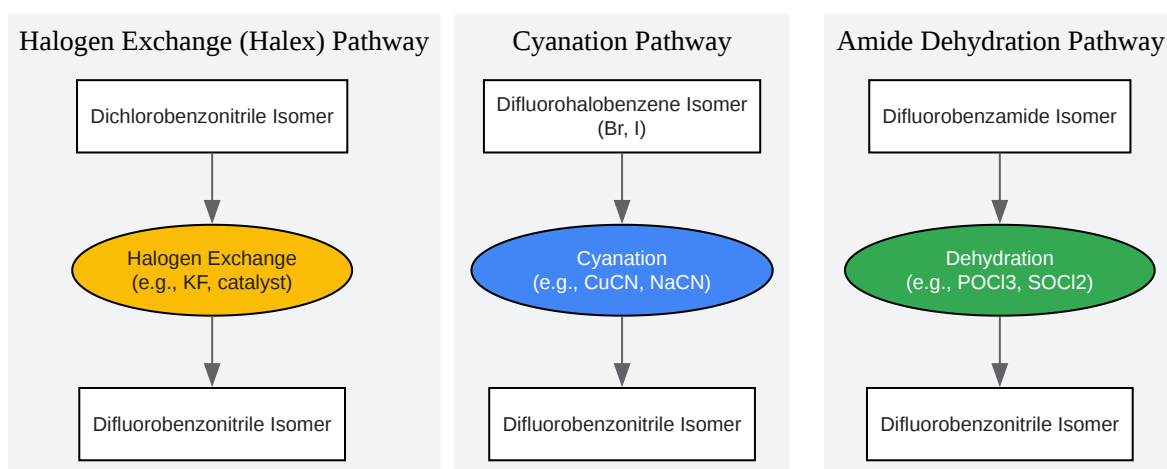 Halogen Exchange (Halex) Pathway
Dichlorobenzonitrile Isomer
Halogen Exchange
(e.g., KF, catalyst)
Difluorobenzonitrile Isomer
Cyanation Pathway
Difluorohalobenzene Isomer
(Br, I)
Cyanation
(e.g., CuCN, NaCN)
Difluorobenzonitrile Isomer
Amide Dehydration Pathway
Difluorobenzamide Isomer
Dehydration
(e.g., POCl3, SOCl2)
Difluorobenzonitrile Isomer